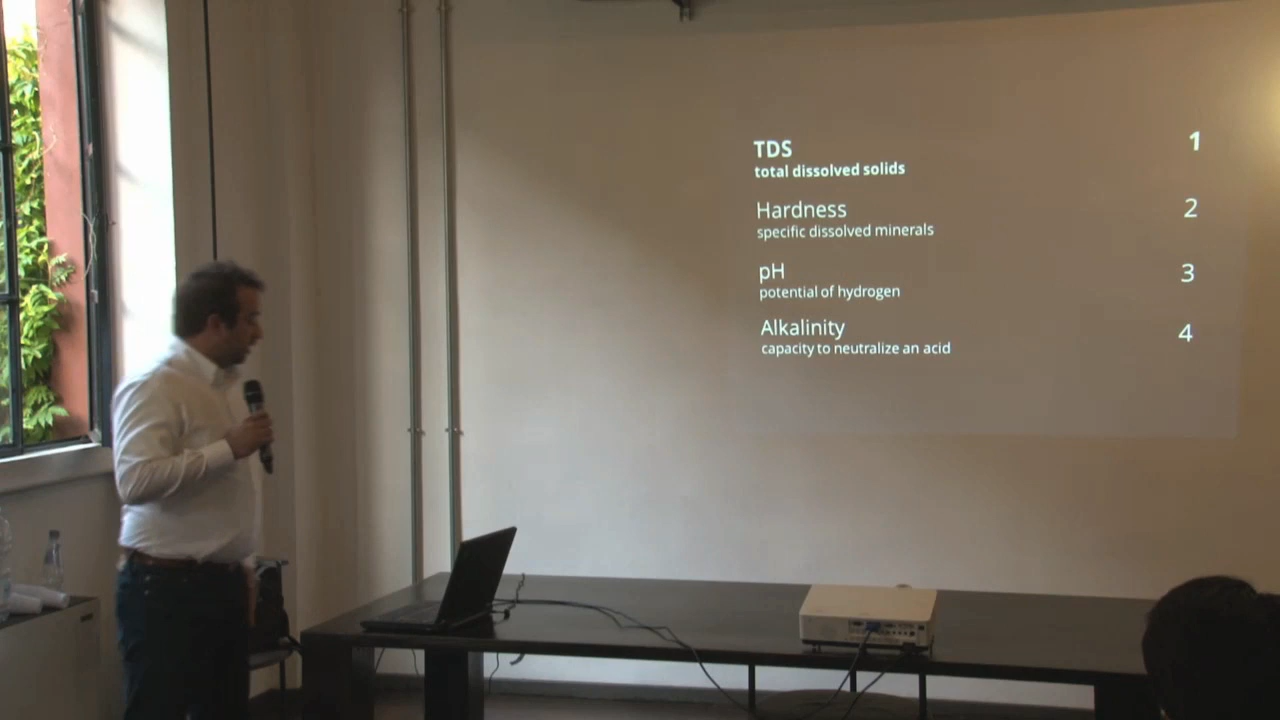 TDS 1
total dissolved solids
Hardness 2
specific dissolved minerals
pH 3
potential of hydrogen
Alkalinity 4
capacity to neutralize an acid